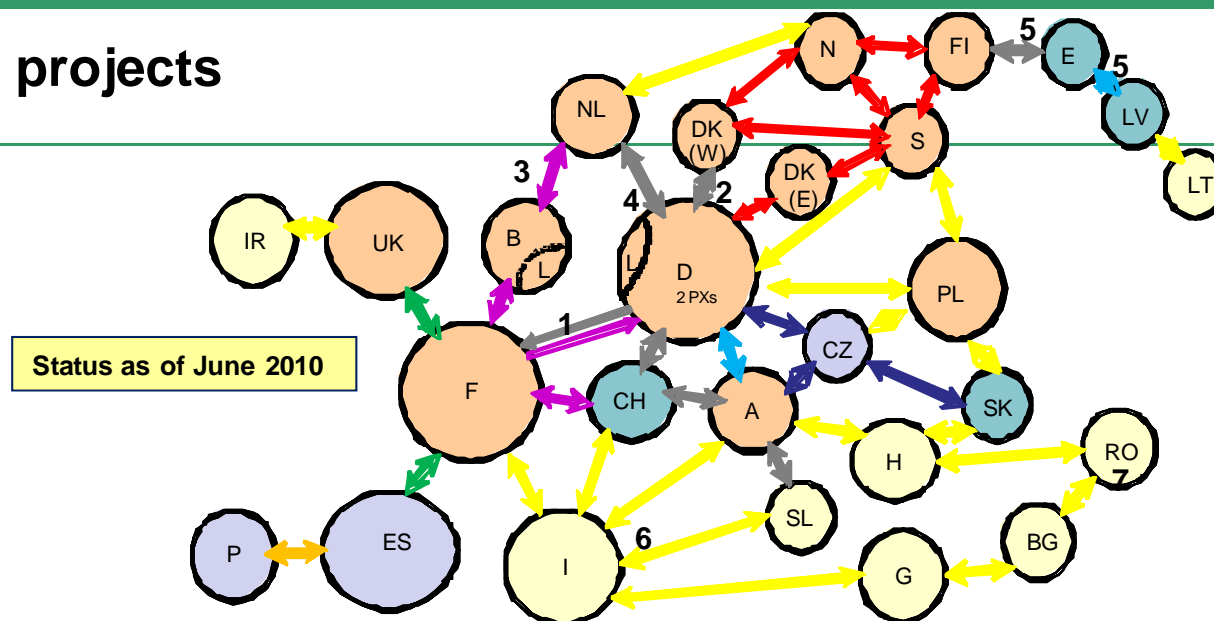 projects
N
FI
5
E
5
LV
LT
NL
DK
(W)
S
DK
(E)
3
4
2
IR
UK
B
L
L
D
2 PXs
PL
1
Status as of June 2010
CZ
F
CH
A
SK
H
RO
7
P
ES
I
6
SL
G
BG